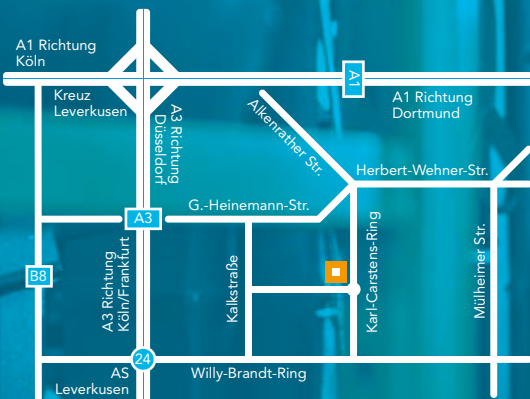 A1 Richtung
Köln
A1
Kreuz
Leverkusen
A1 Richtung
Dortmund
A3 Richtung
Düsseldorf
Alkenrather Str.
Herbert-Wehner-Str.
G.-Heinemann-Str.
A3
B8
A3 Richtung
Köln/Frankfurt
Kalkstraße
Karl-Carstens-Ring
Mülheimer Str.
24
AS
Leverkusen
Willy-Brandt-Ring